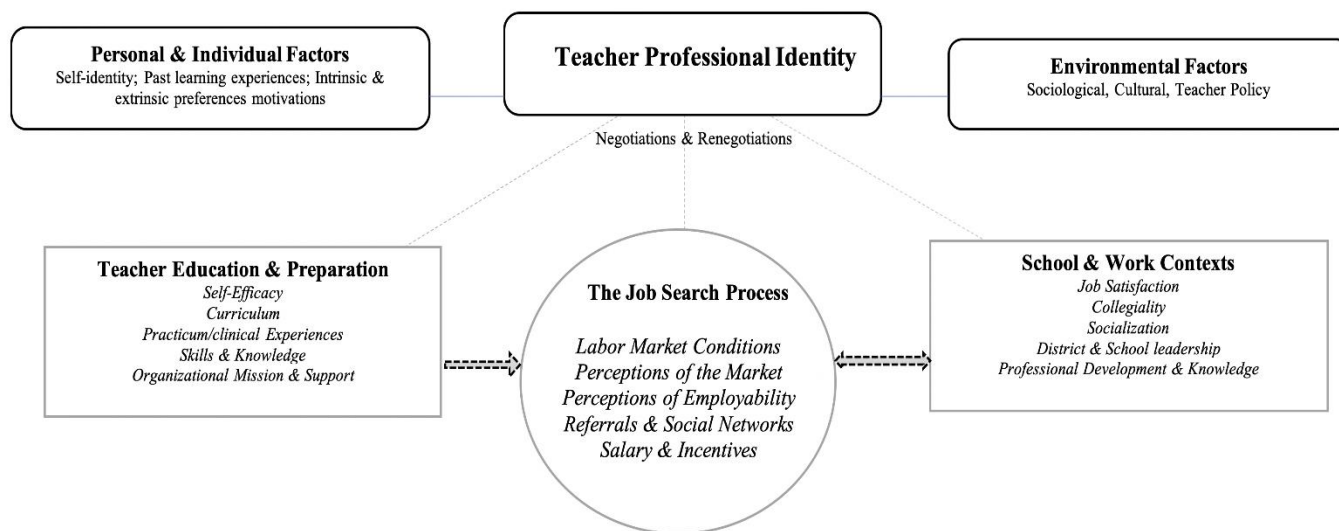 Personal & Individual Factors
Self-identity; Past learning experiences; Intrinsic &
extrinsic preferences motivations
Teacher Professional Identity
Environmental Factors
Sociological, Cultural, Teacher Policy
Negotiations & Renegotiations
Teacher Education & Preparation
Self-Efficacy
Curriculum
Practicum/clinical Experiences
Skills & Knowledge
Organizational Mission & Support
The Job Search Process
Labor Market Conditions
Perceptions of the Market
Perceptions of Employability
Referrals & Social Networks
Salary & Incentives
School & Work Contexts
Job Satisfaction
Collegiality
Socialization
District & School leadership
Professional Development & Knowledge